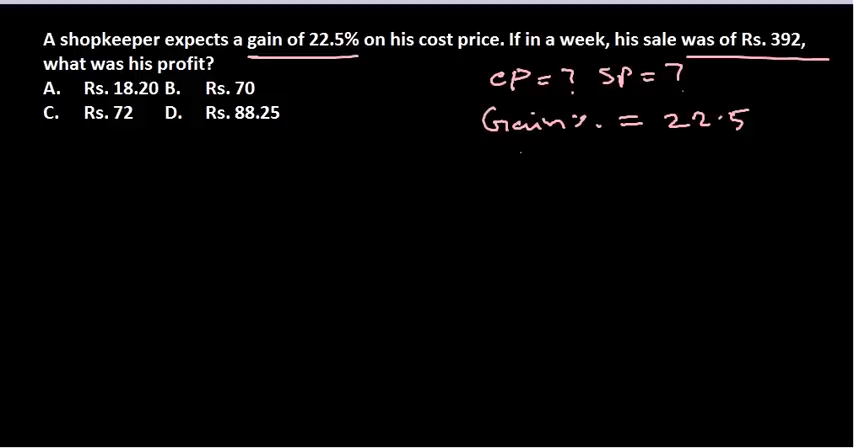 A shopkeeper expects a gain of 22.5% on his cost price. If in a week, his sale was of Rs. 392,
what was his profit?
A. Rs. 18.20 B. Rs. 70
C. Rs. 72 D. Rs. 88.25
CP = ? SP = ?
Gain %. = 22.5